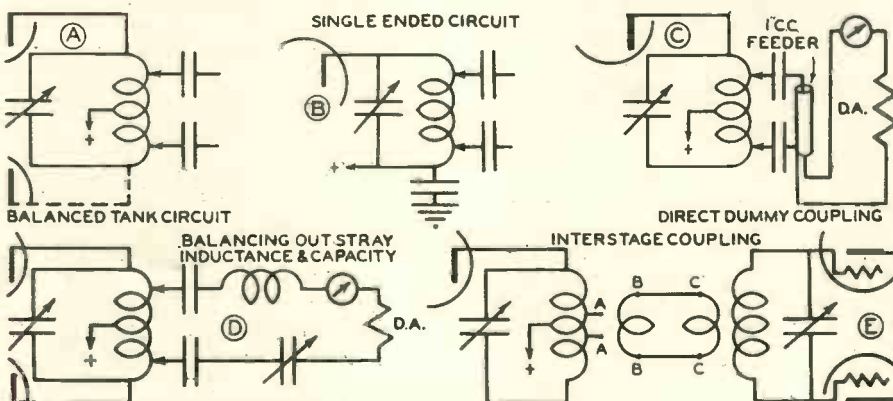 A
SINGLE ENDED CIRCUIT
C
I.C.C.
FEEDER
D.A.
B
+
+
+
BALANCED TANK CIRCUIT
DIRECT DUMMY COUPLING
BALANCING OUT STRAY
INDUCTANCE & CAPACITY
INTERSTAGE COUPLING
D
D.A.
+
A
A
B
C
B
C
E
+